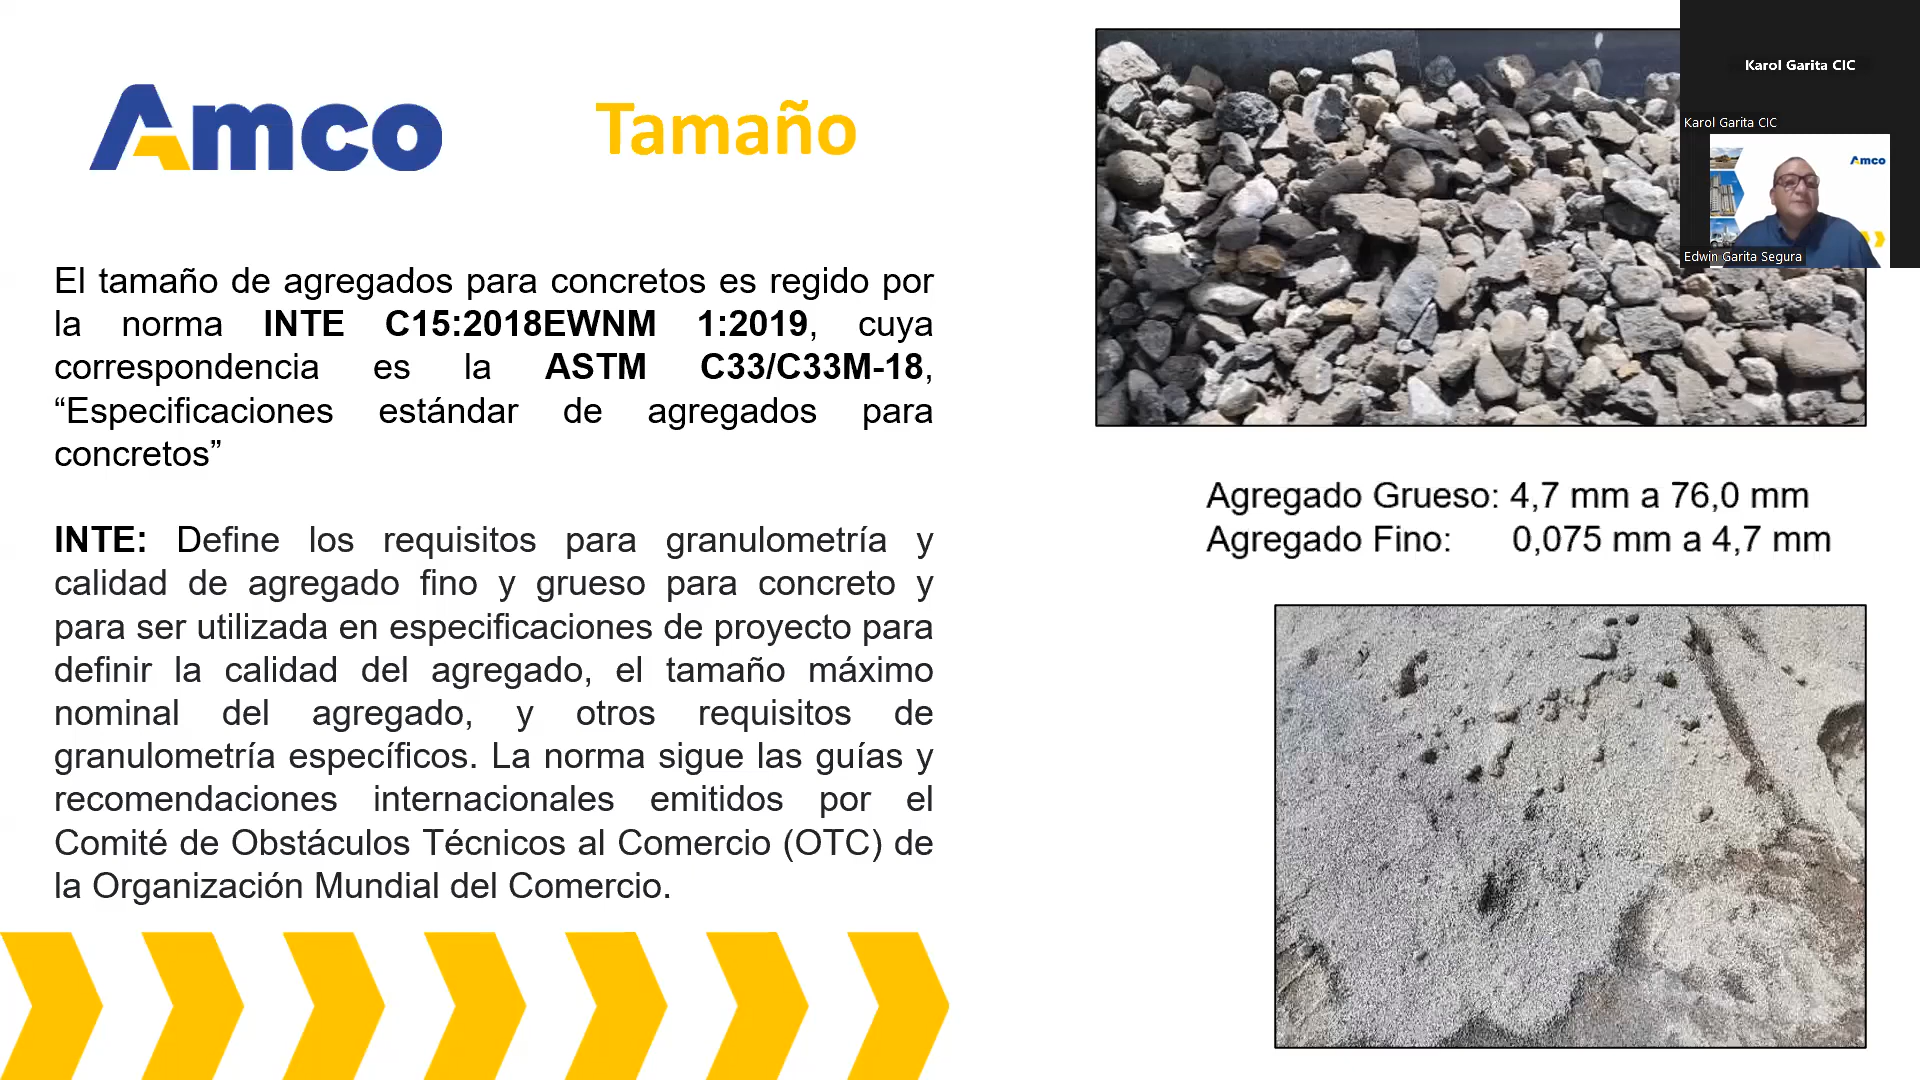 Amco
Tamaño
El tamaño de agregados para concretos es regido por
la norma INTE C15:2018EWNM 1:2019, cuya
correspondencia es la ASTM C33/C33M-18,
“Especificaciones estándar de agregados para
concretos”
INTE: Define los requisitos para granulometría y
calidad de agregado fino y grueso para concreto y
para ser utilizada en especificaciones de proyecto para
definir la calidad del agregado, el tamaño máximo
nominal del agregado, y otros requisitos de
granulometría específicos. La norma sigue las guías y
recomendaciones internacionales emitidos por el
Comité de Obstáculos Técnicos al Comercio (OTC) de
la Organización Mundial del Comercio.
Agregado Grueso: 4,7 mm a 76,0 mm
Agregado Fino: 0,075 mm a 4,7 mm
Karol Garita CIC
Karol Garita CIC
Amco
Edwin Garita Segura